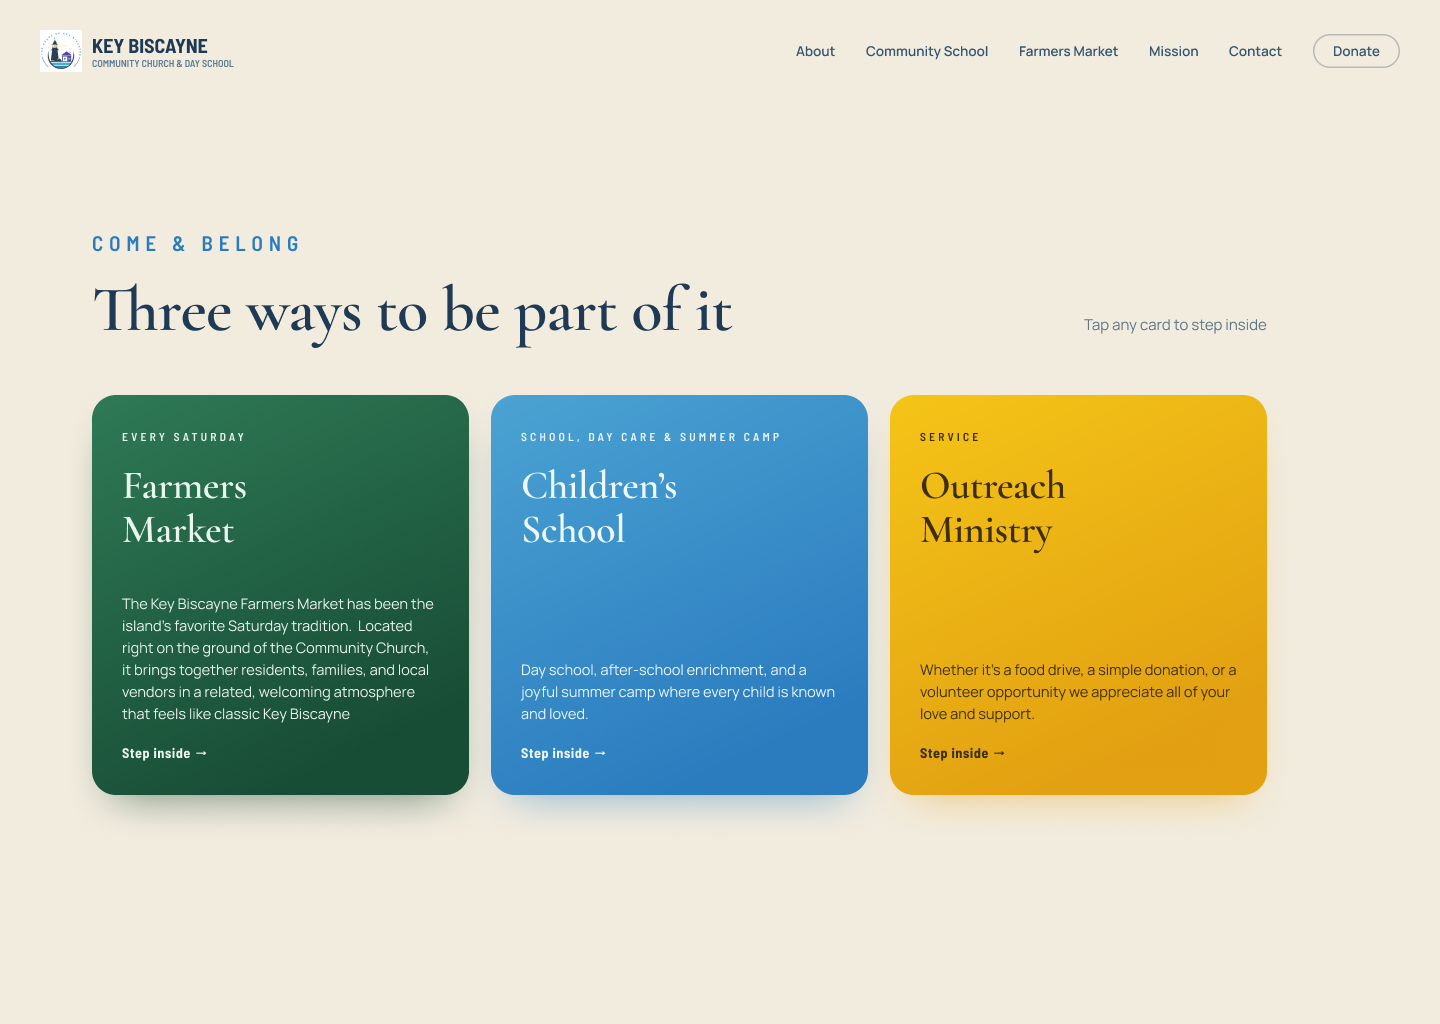 KEY BISCAYNE
COMMUNITY CHURCH & DAY SCHOOL
About
Community School
Farmers Market
Mission
Contact
Donate
COME & BELONG
Three ways to be part of it
Tap any card to step inside
EVERY SATURDAY
Farmers
Market
The Key Biscayne Farmers Market has been the
island's favorite Saturday tradition.  Located
right on the ground of the Community Church,
it brings together residents, families, and local
vendors in a related, welcoming atmosphere
that feels like classic Key Biscayne
Step inside →
SCHOOL, DAY CARE & SUMMER CAMP
Children’s
School
Day school, after-school enrichment, and a
joyful summer camp where every child is known
and loved.
Step inside →
SERVICE
Outreach
Ministry
Whether it's a food drive, a simple donation, or a
volunteer opportunity we appreciate all of your
love and support.
Step inside →